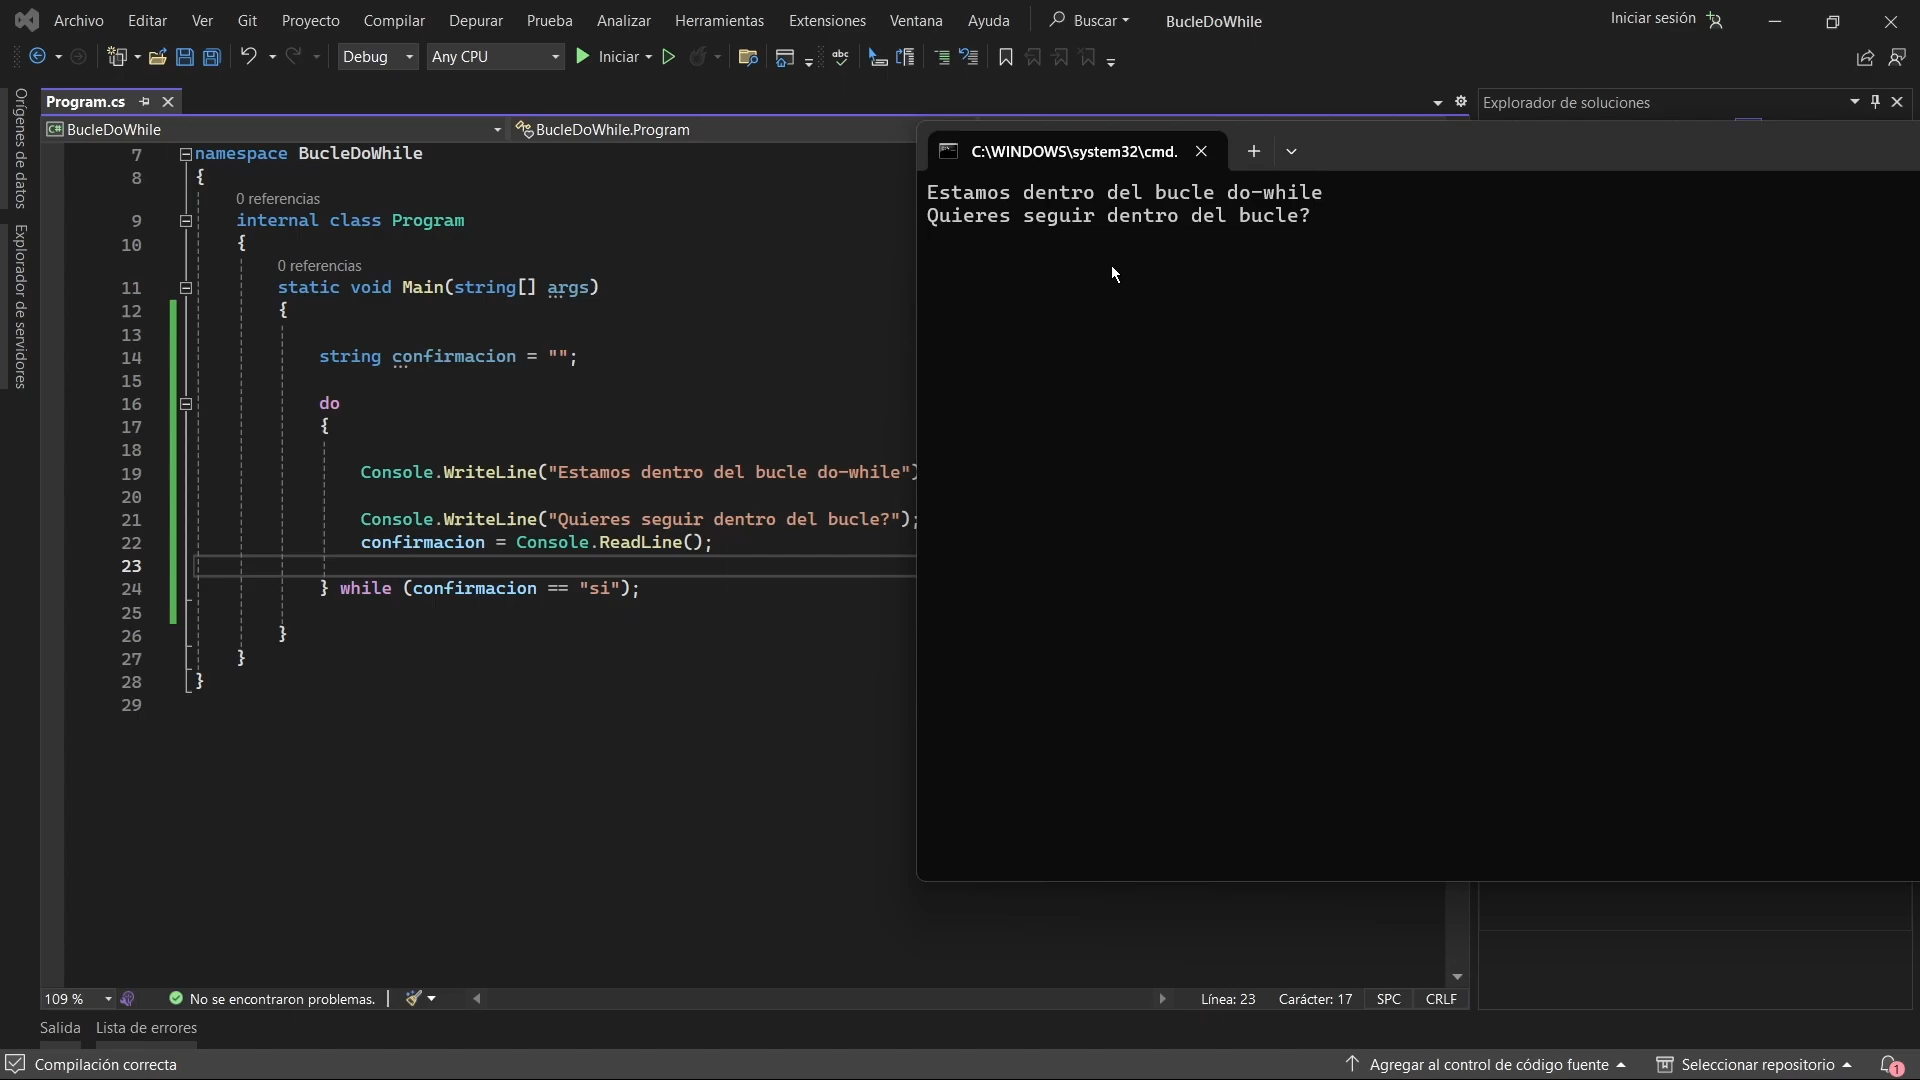 Archivo Editar Ver Git Proyecto Compilar Depurar Prueba Analizar Herramientas Extensiones Ventana Ayuda Buscar BucleDoWhile Iniciar sesión
Debug Any CPU Iniciar abc
Orígenes de datos
Explorador de servidores
Program.cs
Explorador de soluciones
C# BucleDoWhile BucleDoWhile.Program
C:\WINDOWS\system32\cmd.
Estamos dentro del bucle do-while
Quieres seguir dentro del bucle?
7 namespace BucleDoWhile
8 {
0 referencias
9 internal class Program
10 {
0 referencias
11 static void Main(string[] args)
12 {
13
14 string confirmacion = "";
15
16 do
17 {
18
19 Console.WriteLine("Estamos dentro del bucle do-while")
20
21 Console.WriteLine("Quieres seguir dentro del bucle?");
22 confirmacion = Console.ReadLine();
23
24 } while (confirmacion == "si");
25
26 }
27 }
28 }
29
109 % No se encontraron problemas. Línea: 23 Carácter: 17 SPC CRLF
Salida Lista de errores
Compilación correcta Agregar al control de código fuente Seleccionar repositorio 1